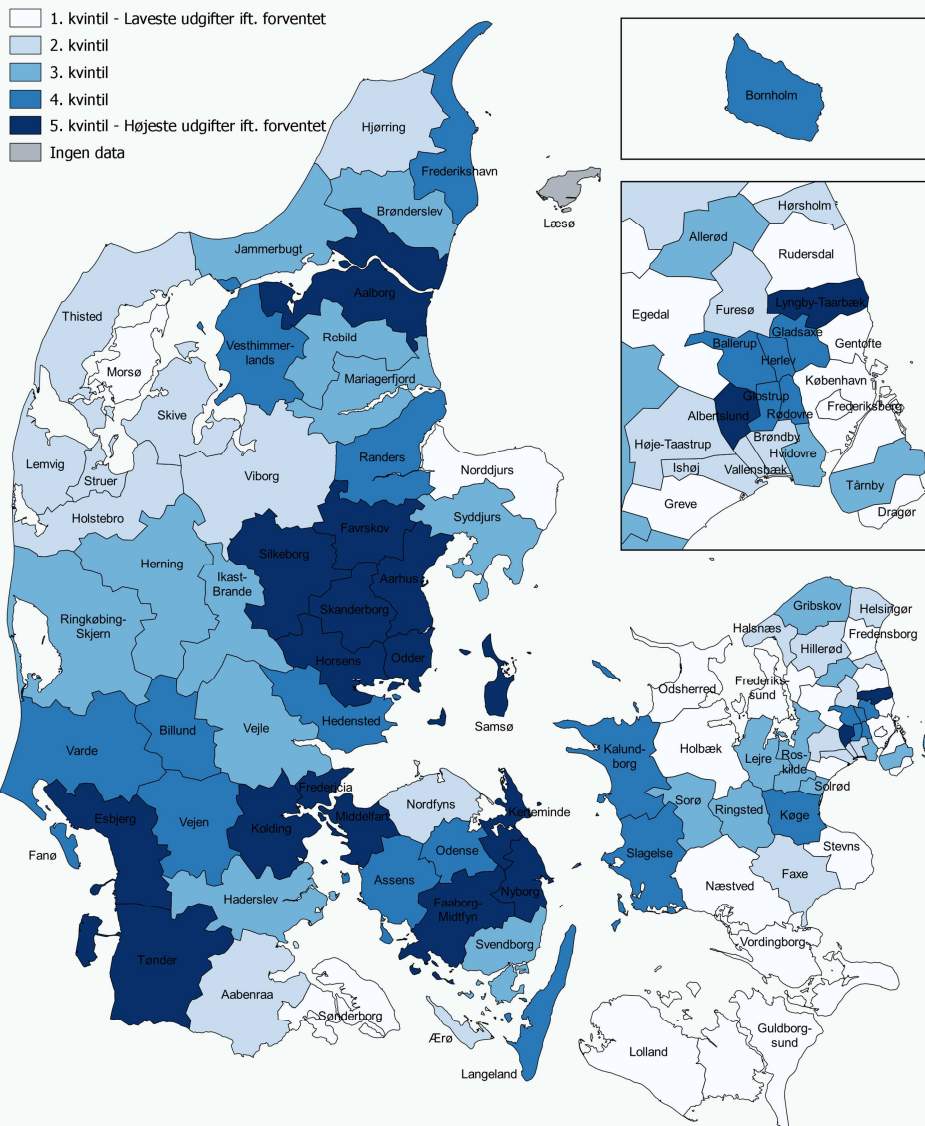 1. kvintil - Laveste udgifter ift. forventet
2. kvintil
3. kvintil
4. kvintil
5. kvintil - Højeste udgifter ift. forventet
Ingen data
Bornholm
Hjørring
Frederikshavn
Læsø
Brønderslev
Jammerbugt
Aalborg
Thisted
Vesthimmer-
lands
Rebild
Morsø
Mariagerfjord
Skive
Randers
Norddjurs
Lemvig
Struer
Viborg
Holstebro
Syddjurs
Favrskov
Silkeborg
Herning
Ikast-
Brande
Aarhus
Skanderborg
Ringkøbing-
Skjern
Horsens
Odder
Samsø
Hedensted
Billund
Vejle
Varde
Fredericia
Middelfart
Nordfyns
Kerteminde
Esbjerg
Vejen
Kolding
Fanø
Odense
Assens
Nyborg
Faaborg-
Midtfyn
Haderslev
Svendborg
Tønder
Aabenraa
Sønderborg
Ærø
Langeland
Hørsholm
Allerød
Rudersdal
Egedal
Furesø
Lyngby-Taarbæk
Gladsaxe
Ballerup
Gentofte
Herlev
København
Glostrup
Frederiksberg
Albertslund
Rødovre
Brøndby
Høje-Taastrup
Hvidovre
Ishøj
Vallensbæk
Tårnby
Greve
Dragør
Gribskov
Helsingør
Halsnæs
Fredensborg
Hillerød
Odsherred
Frederiks-
sund
Kalund-
borg
Holbæk
Lejre
Ros-
kilde
Solrød
Sorø
Ringsted
Køge
Slagelse
Stevns
Næstved
Faxe
Vordingborg
Guldborg-
sund
Lolland